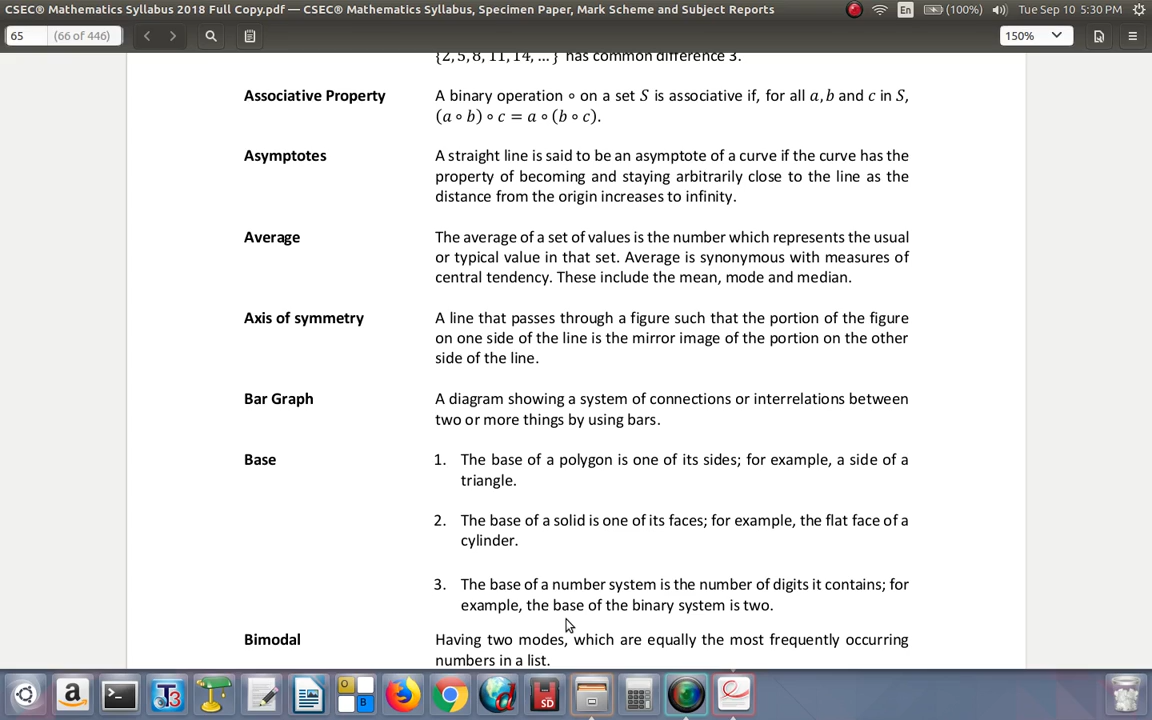 CSEC® Mathematics Syllabus 2018 Full Copy.pdf — CSEC® Mathematics Syllabus, Specimen Paper, Mark Scheme and Subject Reports
En (100%) Tue Sep 10 5:30 PM
65 (66 of 446) 150%
{2, 5, 8, 11, 14, … } has common difference 3.
Associative Property A binary operation ∘ on a set S is associative if, for all a, b and c in S,
(a ∘ b) ∘ c = a ∘ (b ∘ c).
Asymptotes A straight line is said to be an asymptote of a curve if the curve has the
property of becoming and staying arbitrarily close to the line as the
distance from the origin increases to infinity.
Average The average of a set of values is the number which represents the usual
or typical value in that set. Average is synonymous with measures of
central tendency. These include the mean, mode and median.
Axis of symmetry A line that passes through a figure such that the portion of the figure
on one side of the line is the mirror image of the portion on the other
side of the line.
Bar Graph A diagram showing a system of connections or interrelations between
two or more things by using bars.
Base 1. The base of a polygon is one of its sides; for example, a side of a
triangle.
2. The base of a solid is one of its faces; for example, the flat face of a
cylinder.
3. The base of a number system is the number of digits it contains; for
example, the base of the binary system is two.
Bimodal Having two modes, which are equally the most frequently occurring
numbers in a list.
T3 O B SD